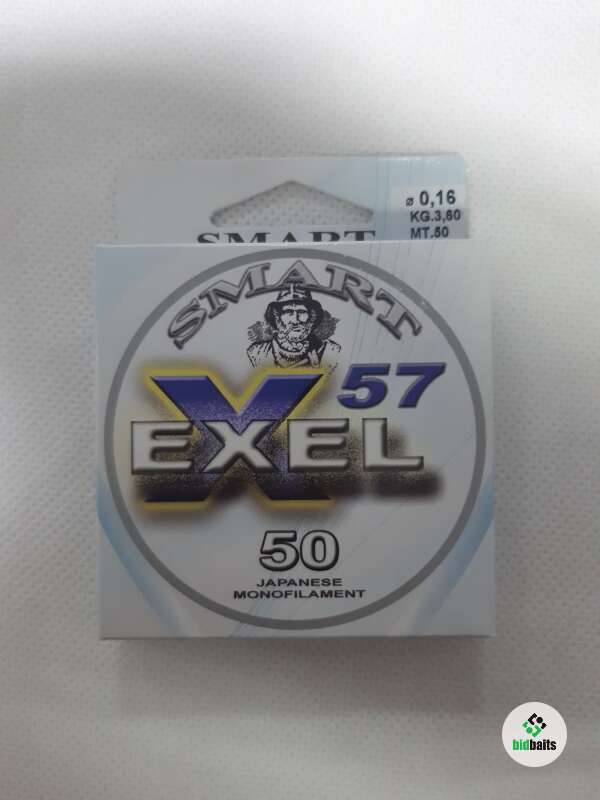 ø 0,16
KG.3,60
MT.50
SMART
SMART
57
EXEL
50
JAPANESE
MONOFILAMENT
bidbaits